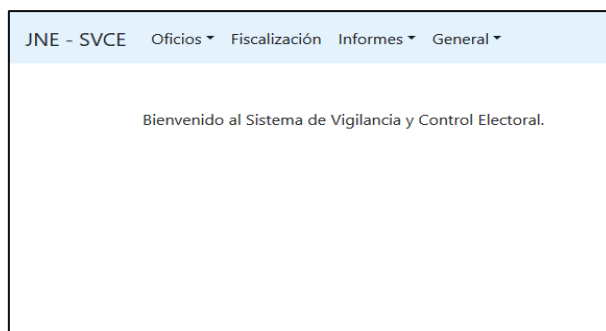 JNE - SVCE Oficios Fiscalización Informes General
Bienvenido al Sistema de Vigilancia y Control Electoral.